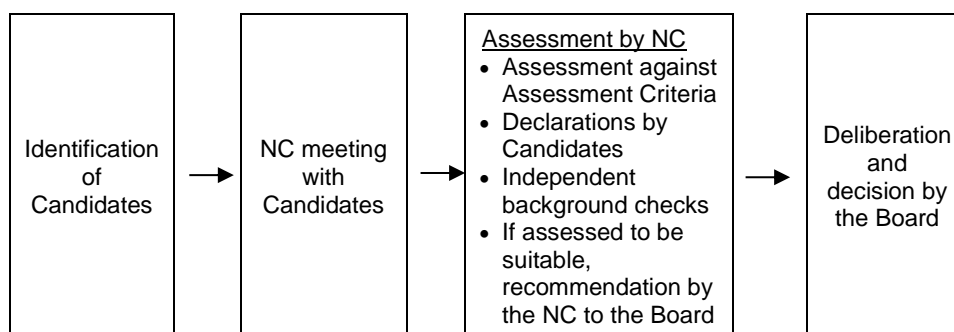 Identification
of
Candidates
NC meeting
with
Candidates
Assessment by NC
• Assessment against
Assessment Criteria
• Declarations by
Candidates
• Independent
background checks
• If assessed to be
suitable,
recommendation by
the NC to the Board
Deliberation
and
decision by
the Board